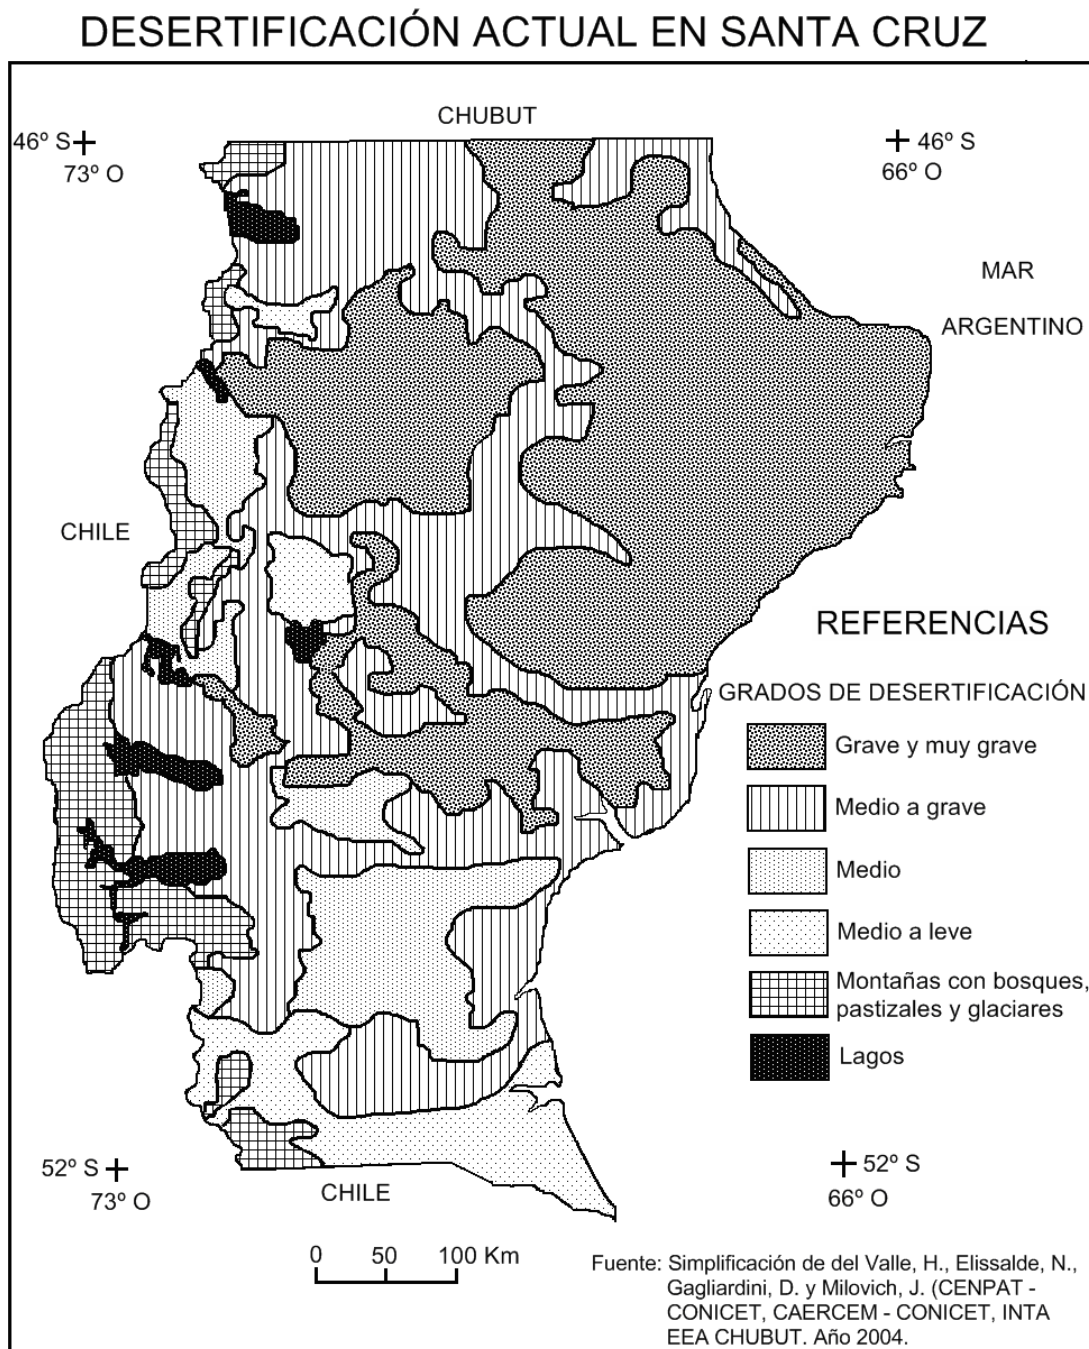 DESERTIFICACIÓN ACTUAL EN SANTA CRUZ
CHUBUT
46º S
73º O
46º S
66º O
MAR
ARGENTINO
CHILE
REFERENCIAS
GRADOS DE DESERTIFICACIÓN
Grave y muy grave
Medio a grave
Medio
Medio a leve
Montañas con bosques,
pastizales y glaciares
Lagos
52º S
73º O
CHILE
52º S
66º O
0 50 100 Km
Fuente: Simplificación de del Valle, H., Elissalde, N.,
Gagliardini, D. y Milovich, J. (CENPAT -
CONICET, CAERCEM - CONICET, INTA
EEA CHUBUT. Año 2004.